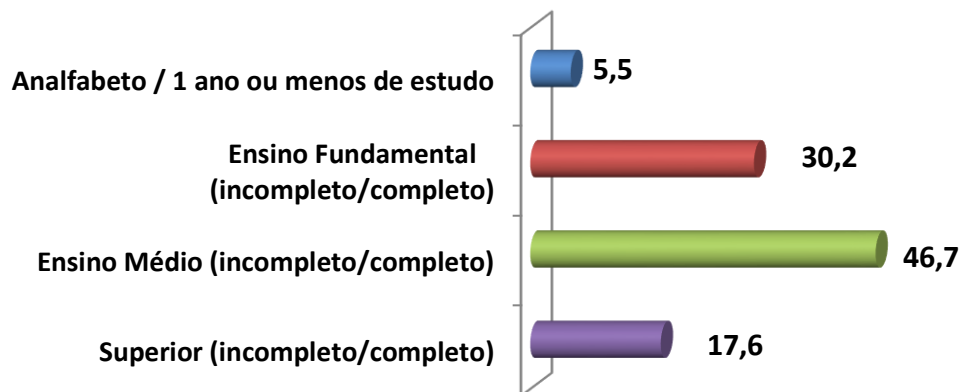 Analfabeto / 1 ano ou menos de estudo
5,5
Ensino Fundamental
(incompleto/completo)
30,2
Ensino Médio (incompleto/completo)
46,7
Superior (incompleto/completo)
17,6